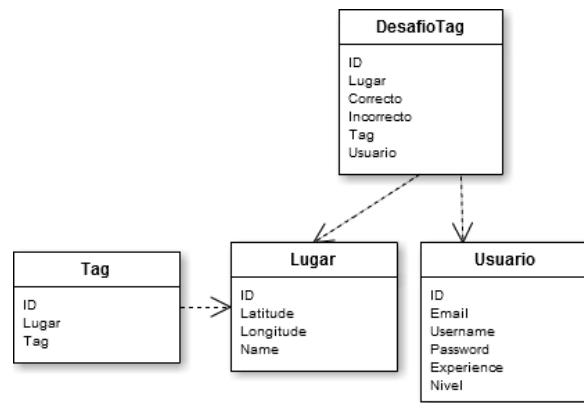 DesafioTag
ID
Lugar
Correcto
Incorrecto
Tag
Usuario
Tag
ID
Lugar
Tag
Lugar
ID
Latitude
Longitude
Name
Usuario
ID
Email
Username
Password
Experience
Nivel